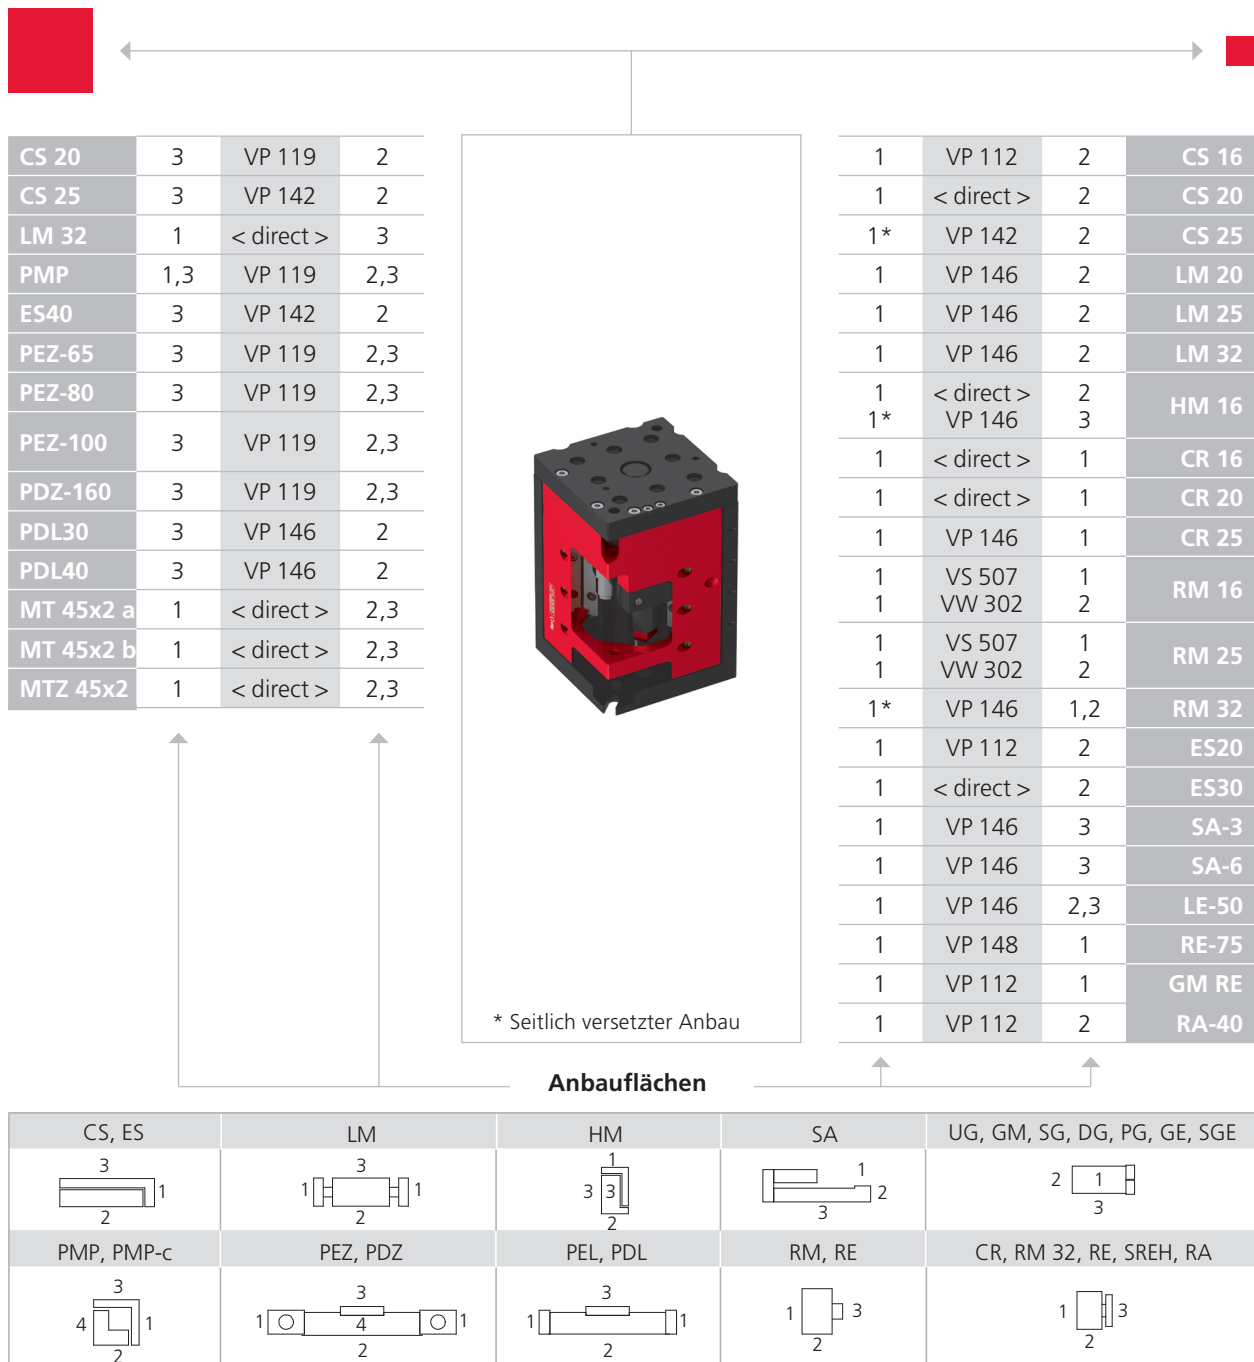 CS 20 3 VP 119 2
CS 25 3 VP 142 2
LM 32 1 < direct > 3
PMP 1,3 VP 119 2,3
ES40 3 VP 142 2
PEZ-65 3 VP 119 2,3
PEZ-80 3 VP 119 2,3
PEZ-100 3 VP 119 2,3
PDZ-160 3 VP 119 2,3
PDL30 3 VP 146 2
PDL40 3 VP 146 2
MT 45x2 a 1 < direct > 2,3
MT 45x2 b 1 < direct > 2,3
MTZ 45x2 1 < direct > 2,3
* Seitlich versetzter Anbau
1 VP 112 2 CS 16
1 < direct > 2 CS 20
1* VP 142 2 CS 25
1 VP 146 2 LM 20
1 VP 146 2 LM 25
1 VP 146 2 LM 32
1 < direct > 2 HM 16
1* VP 146 3
1 < direct > 1 CR 16
1 < direct > 1 CR 20
1 VP 146 1 CR 25
1 VS 507 1 RM 16
1 VW 302 2
1 VS 507 1 RM 25
1 VW 302 2
1* VP 146 1,2 RM 32
1 VP 112 2 ES20
1 < direct > 2 ES30
1 VP 146 3 SA-3
1 VP 146 3 SA-6
1 VP 146 2,3 LE-50
1 VP 148 1 RE-75
1 VP 112 1 GM RE
1 VP 112 2 RA-40
Anbauflächen
CS, ES LM HM SA UG, GM, SG, DG, PG, GE, SGE
3 1 2
3 1 1 2
1 3 3 2
1 2 3
2 1 3
PMP, PMP-c PEZ, PDZ PEL, PDL RM, RE CR, RM 32, RE, SREH, RA
3 4 1 2
3 1 4 1 2
3 1 1 2
1 3 2
1 3 2